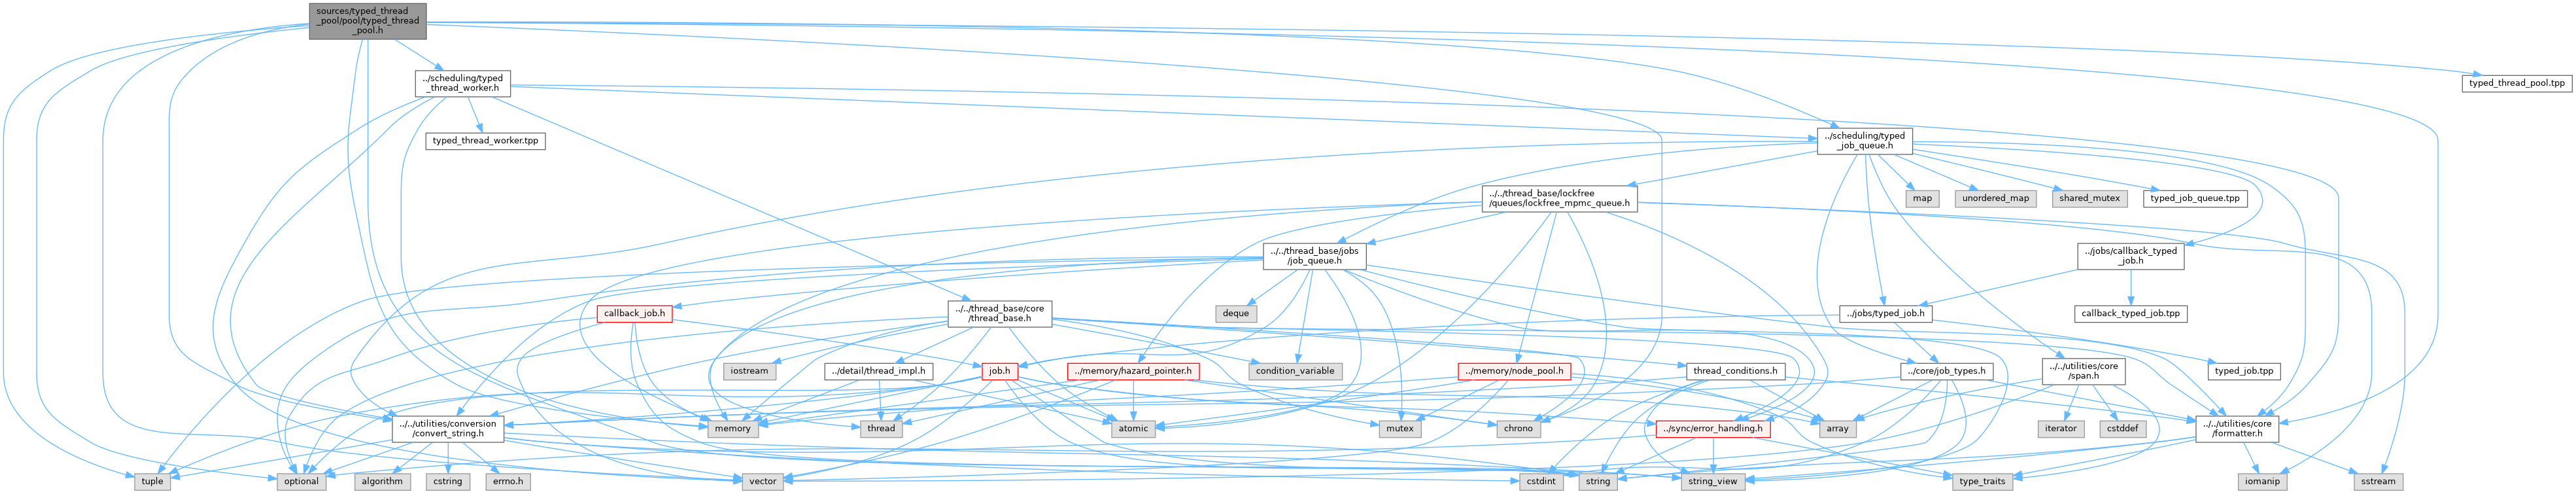 sources/typed_thread
_pool/pool/typed_thread
_pool.h
../scheduling/typed
_thread_worker.h
typed_thread_pool.tpp
typed_thread_worker.tpp
../scheduling/typed
_job_queue.h
../../thread_base/lockfree
/queues/lockfree_mpmc_queue.h
map
unordered_map
shared_mutex
typed_job_queue.tpp
../../thread_base/jobs
/job_queue.h
../jobs/callback_typed
_job.h
callback_job.h
../../thread_base/core
/thread_base.h
deque
../jobs/typed_job.h
callback_typed_job.tpp
iostream
../detail/thread_impl.h
job.h
../memory/hazard_pointer.h
condition_variable
../memory/node_pool.h
thread_conditions.h
../core/job_types.h
../../utilities/core
/span.h
typed_job.tpp
../../utilities/conversion
/convert_string.h
memory
thread
atomic
mutex
chrono
../sync/error_handling.h
array
iterator
cstddef
../../utilities/core
/formatter.h
tuple
optional
algorithm
cstring
errno.h
vector
cstdint
string
string_view
type_traits
iomanip
sstream